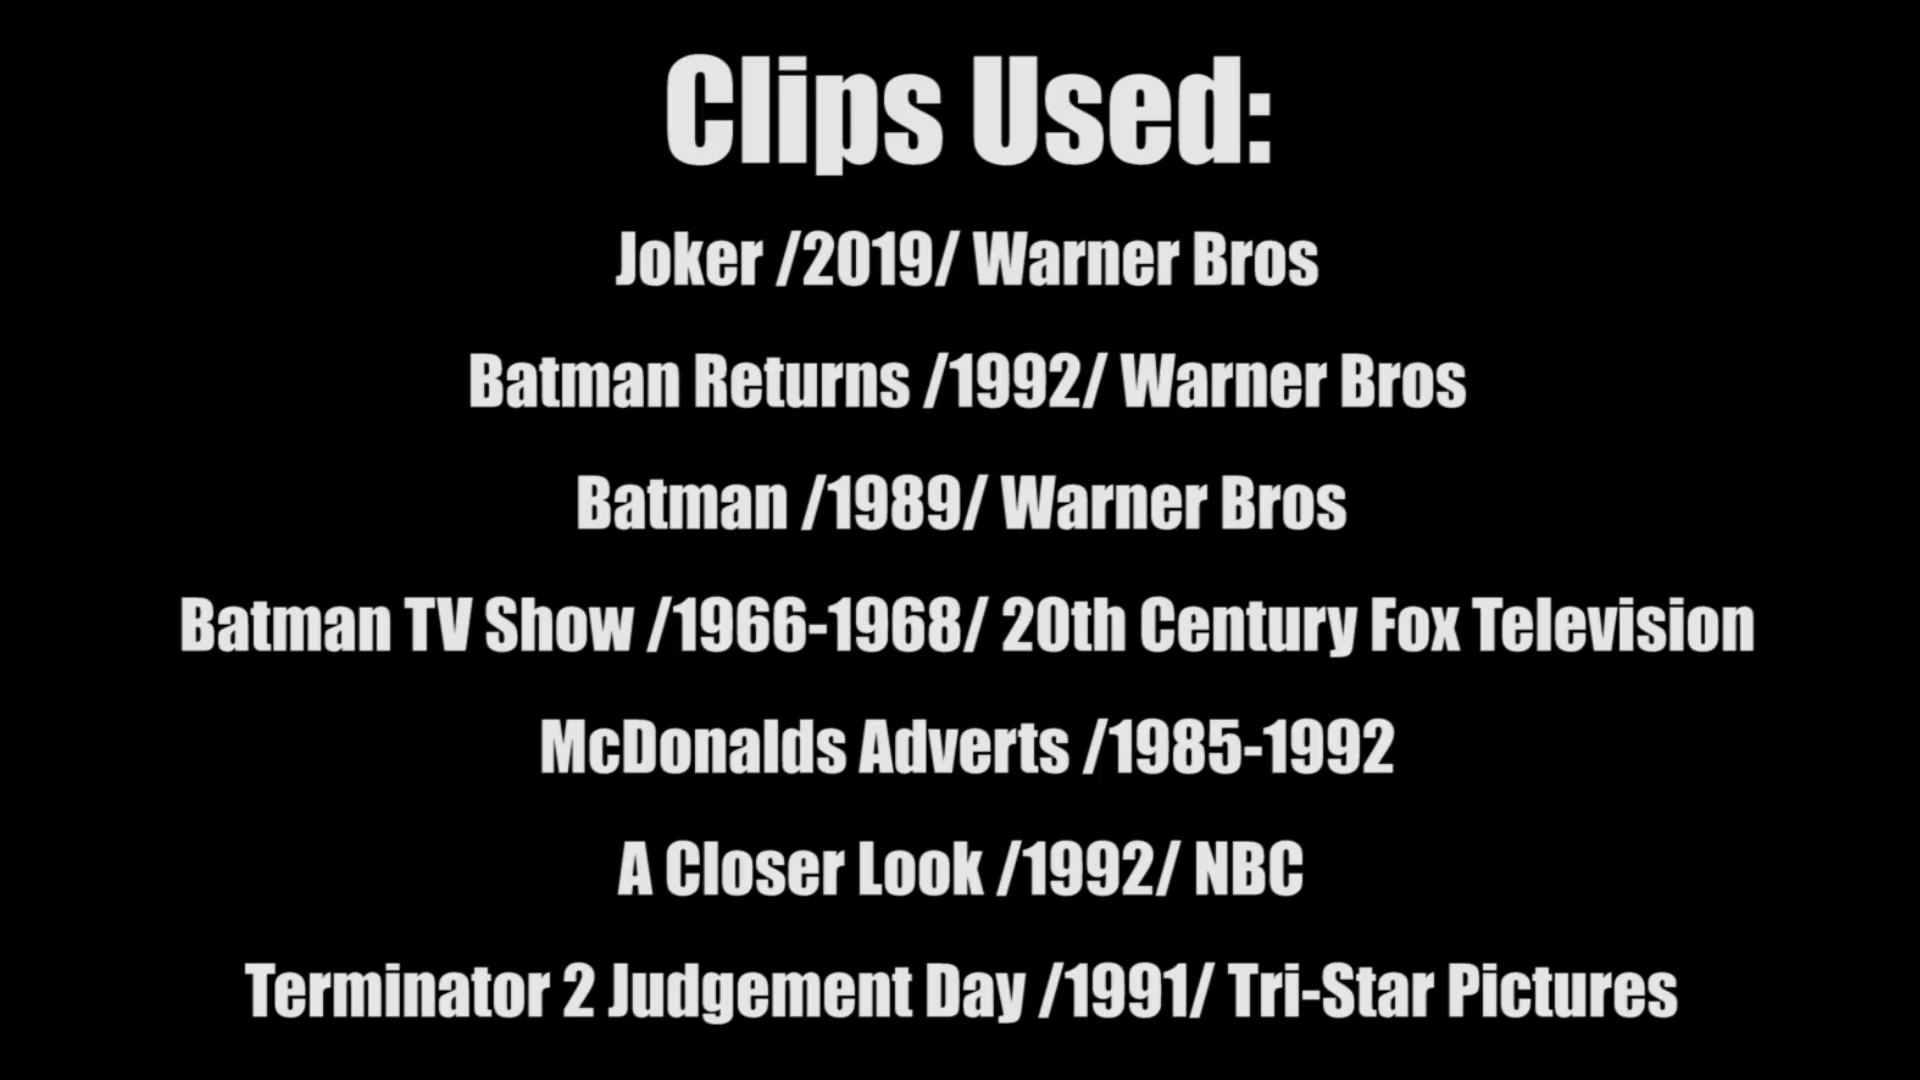 Clips Used:
Joker /2019/ Warner Bros
Batman Returns /1992/ Warner Bros
Batman /1989/ Warner Bros
Batman TV Show /1966-1968/ 20th Century Fox Television
McDonalds Adverts /1985-1992
A Closer Look /1992/ NBC
Terminator 2 Judgement Day /1991/ Tri-Star Pictures